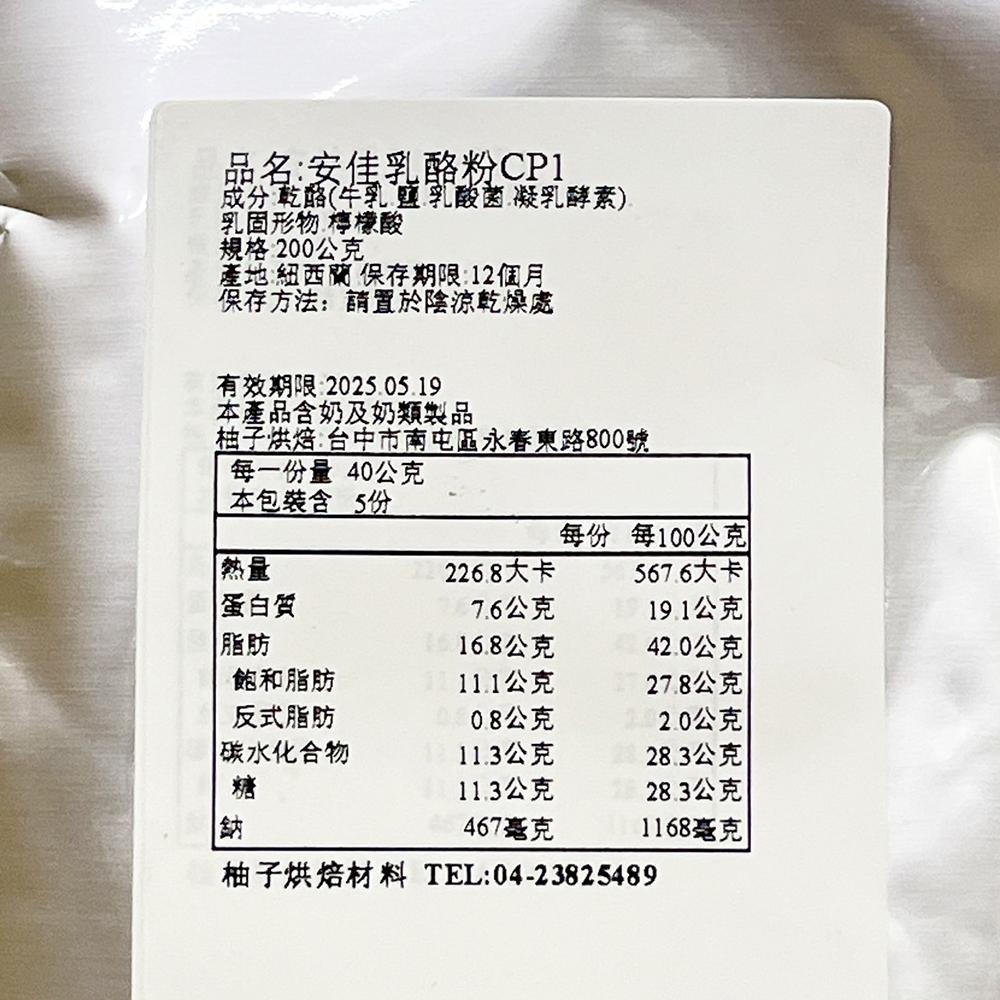 品名:安佳乳酪粉CP1
成分:乾酪(牛乳.鹽.乳酸菌.凝乳酵素).
乳固形物.檸檬酸
規格:200公克
產地:紐西蘭.保存期限:12個月
保存方法：請置於陰涼乾燥處
有效期限:2025.05.19
本產品含奶及奶類製品
柚子烘焙:台中市南屯區永春東路800號
每一份量 40公克
本包裝含 5份
每份 每100公克
熱量 226.8大卡 567.6大卡
蛋白質 7.6公克 19.1公克
脂肪 16.8公克 42.0公克
飽和脂肪 11.1公克 27.8公克
反式脂肪 0.8公克 2.0公克
碳水化合物 11.3公克 28.3公克
糖 11.3公克 28.3公克
鈉 467毫克 1168毫克
柚子烘焙材料 TEL:04-23825489